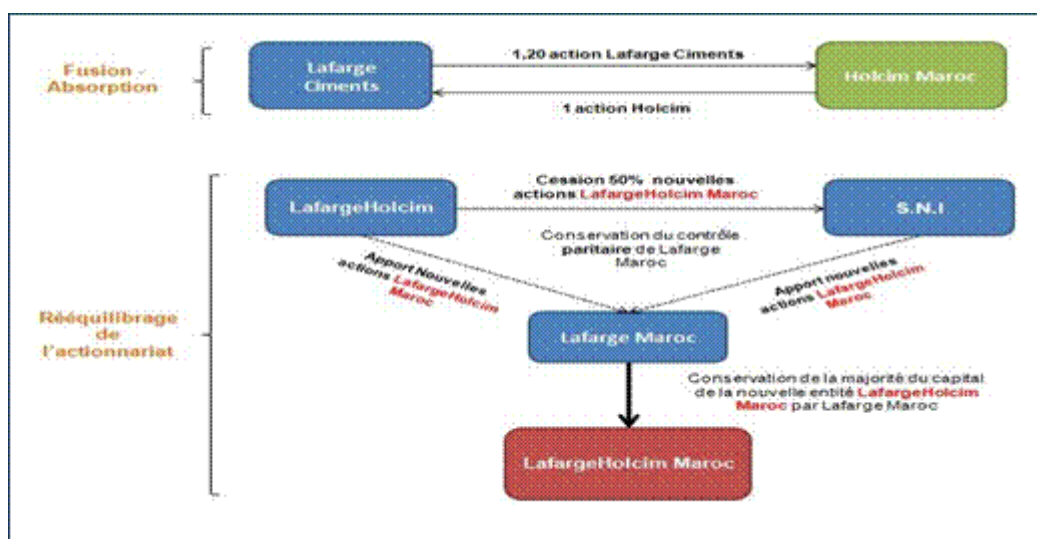 Fusion -
Absorption
Lafarge
Ciments
1,20 action Lafarge Ciments
1 action Holcim
Holcim Maroc
Rééquilibrage
de
l'actionnariat
LafargeHolcim
Cession 50% nouvelles
actions LafargeHolcim Maroc
S.N.I
Conservation du contrôle
paritaire de Lafarge
Maroc
Apport Nouvelles
actions LafargeHolcim
Maroc
Apport nouvelles
actions LafargeHolcim
Maroc
Lafarge Maroc
Conservation de la majorité du capital
de la nouvelle entité LafargeHolcim
Maroc par Lafarge Maroc
LafargeHolcim Maroc